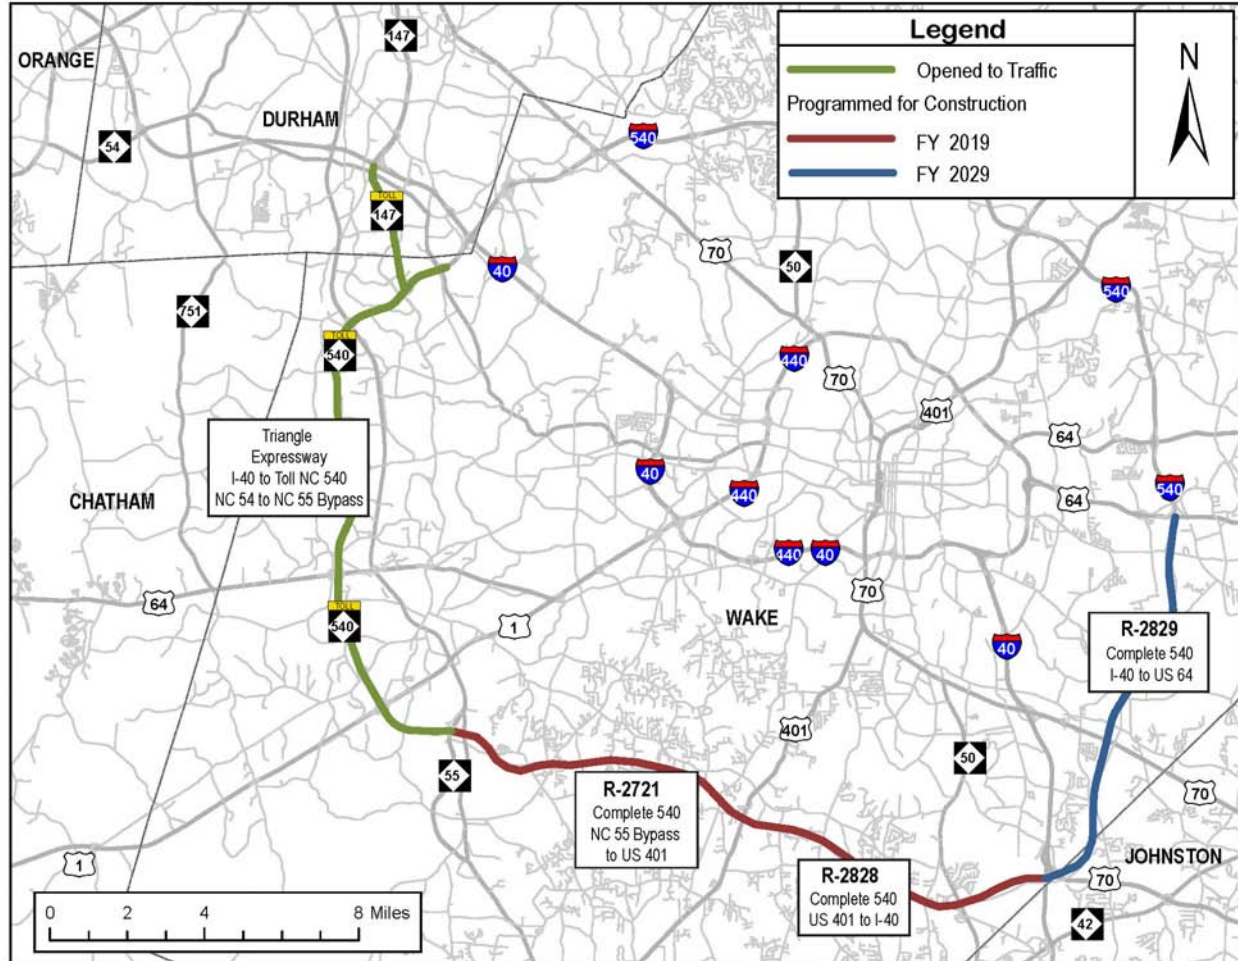 147
ORANGE
DURHAM
54
540
TOLL
147
Legend
Opened to Traffic
Programmed for Construction
FY 2019
FY 2029
N
70
50
40
540
751
TOLL
540
440
70
401
64
Triangle
Expressway
I-40 to Toll NC 540
NC 54 to NC 55 Bypass
CHATHAM
40
440
64
540
440
40
70
64
TOLL
540
1
WAKE
40
R-2829
Complete 540
I-40 to US 64
401
50
55
R-2721
Complete 540
NC 55 Bypass
to US 401
70
1
R-2828
Complete 540
US 401 to I-40
JOHNSTON
70
42
0 2 4 8 Miles